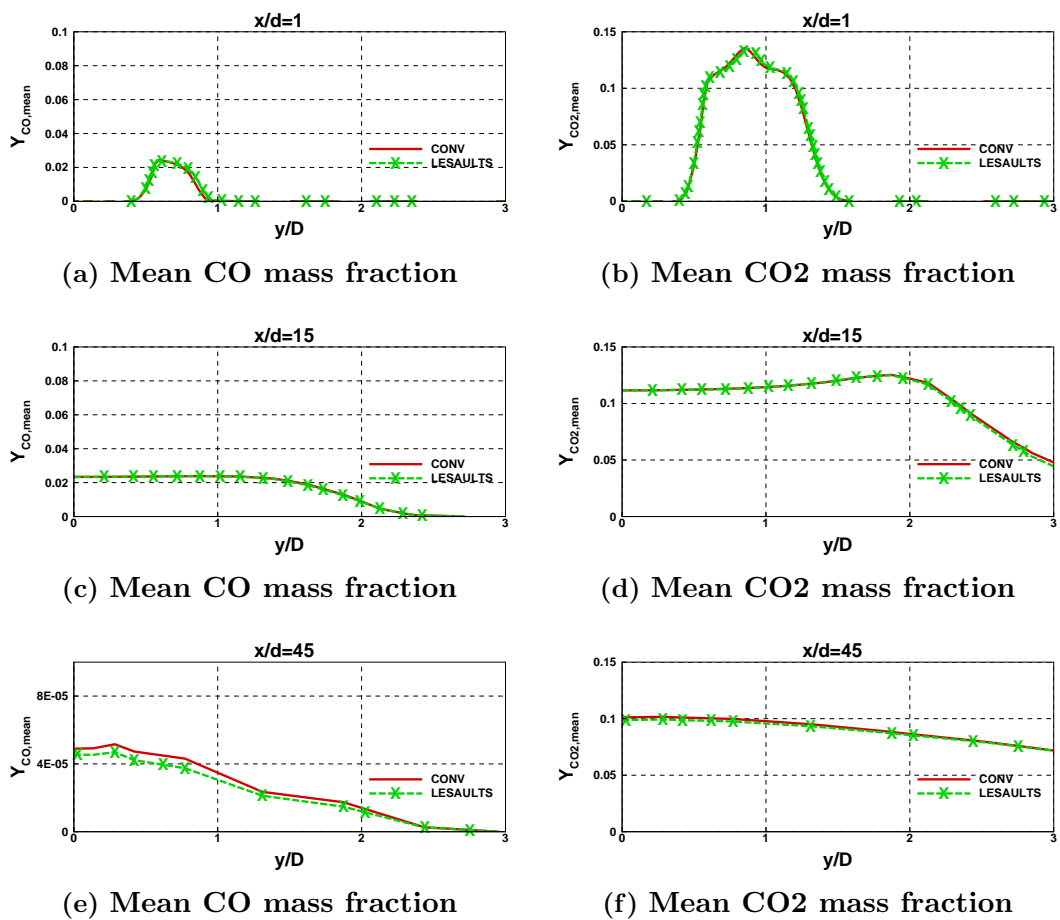 x/d=1
0.1
0.08
0.06
0.04
0.02
0
Y_CO,mean
0 1 2 3
y/D
CONV
LESAULTS
(a) Mean CO mass fraction
x/d=1
0.15
0.1
0.05
0
Y_CO2,mean
0 1 2 3
y/D
CONV
LESAULTS
(b) Mean CO2 mass fraction
x/d=15
0.1
0.08
0.06
0.04
0.02
0
Y_CO,mean
0 1 2 3
y/D
CONV
LESAULTS
(c) Mean CO mass fraction
x/d=15
0.15
0.1
0.05
0
Y_CO2,mean
0 1 2 3
y/D
CONV
LESAULTS
(d) Mean CO2 mass fraction
x/d=45
8E-05
4E-05
0
Y_CO,mean
0 1 2 3
y/D
CONV
LESAULTS
(e) Mean CO mass fraction
x/d=45
0.15
0.1
0.05
0
Y_CO2,mean
0 1 2 3
y/D
CONV
LESAULTS
(f) Mean CO2 mass fraction